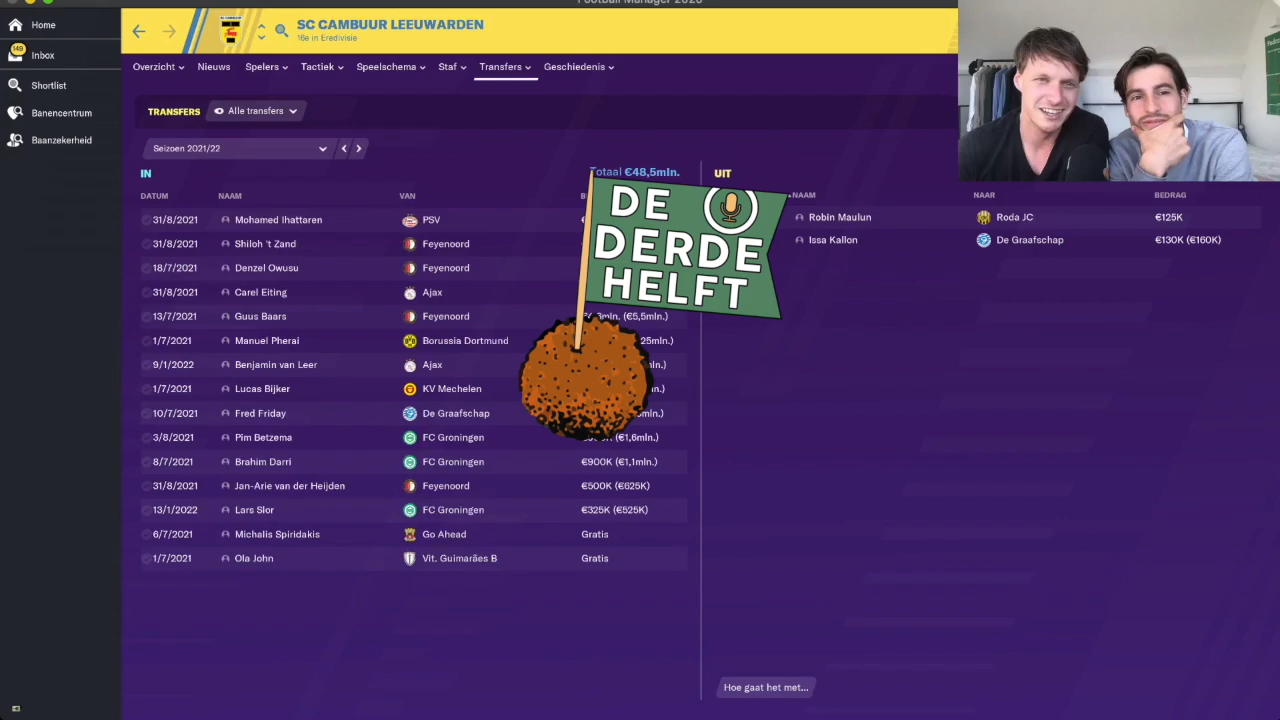 Football Manager 2020
Home
149
Inbox
Shortlist
Banencentrum
Baanzekerheid
SC CAMBUUR LEEUWARDEN
16e in Eredivisie
Overzicht Nieuws Spelers Tactiek Speelschema Staf Transfers Geschiedenis
TRANSFERS Alle transfers
Seizoen 2021/22
IN Totaal €48,5mln.
DATUM NAAM VAN
31/8/2021 Mohamed Ihattaren PSV
31/8/2021 Shiloh 't Zand Feyenoord
18/7/2021 Denzel Owusu Feyenoord
31/8/2021 Carel Eiting Ajax
13/7/2021 Guus Baars Feyenoord (€5,5mln.)
1/7/2021 Manuel Pherai Borussia Dortmund
9/1/2022 Benjamin van Leer Ajax
1/7/2021 Lucas Bijker KV Mechelen
10/7/2021 Fred Friday De Graafschap
3/8/2021 Pim Betzema FC Groningen (€1,6mln.)
8/7/2021 Brahim Darri FC Groningen €900K (€1,1mln.)
31/8/2021 Jan-Arie van der Heijden Feyenoord €500K (€625K)
13/1/2022 Lars Slor FC Groningen €325K (€525K)
6/7/2021 Michalis Spiridakis Go Ahead Gratis
1/7/2021 Ola John Vit. Guimarães B Gratis
DE
DERDE
HELFT
UIT
NAAM NAAR BEDRAG
Robin Maulun Roda JC €125K
Issa Kallon De Graafschap €130K (€160K)
Hoe gaat het met...